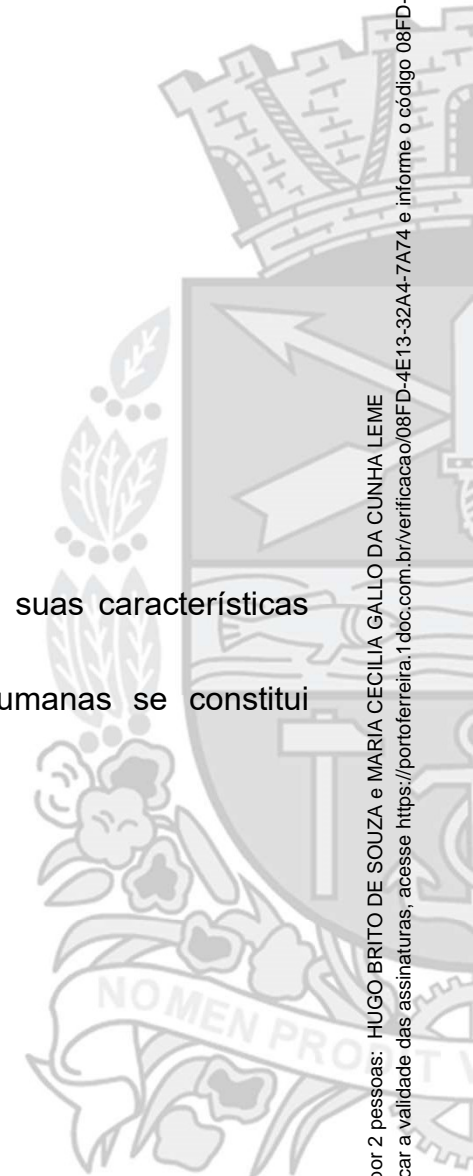 suas características
umanas se constitui
por 2 pessoas: HUGO BRITO DE SOUZA e MARIA CECILIA GALLO DA CUNHA LEME
car a validade das assinaturas, acesse https://portoferreira.1doc.com.br/verificacao/08FD-4E13-32A4-7A74 e informe o código 08FD-
NOMEN PRODIT V